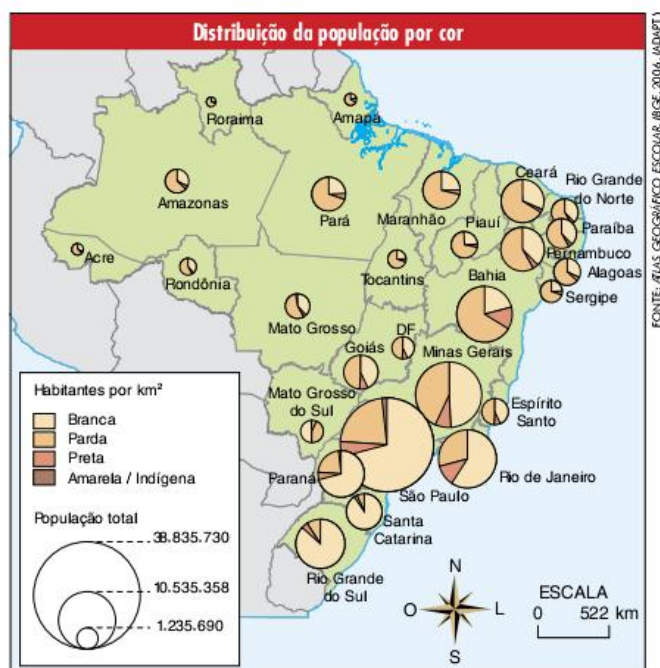 Distribuição da população por cor
FONTE: ATLAS GEOGRÁFICO ESCOLAR. IBGE, 2006. (ADAPT.)
Roraima
Amapá
Amazonas
Pará
Maranhão
Piauí
Ceará
Rio Grande
do Norte
Paraíba
Pernambuco
Alagoas
Sergipe
Acre
Rondônia
Tocantins
Bahia
Mato Grosso
DF
Goiás
Minas Gerais
Mato Grosso
do Sul
Espírito
Santo
Rio de Janeiro
São Paulo
Paraná
Santa
Catarina
Rio Grande
do Sul
Habitantes por km²
Branca
Parda
Preta
Amarela / Indígena
População total
38.835.730
10.535.358
1.235.690
N
O
L
S
ESCALA
0 522 km